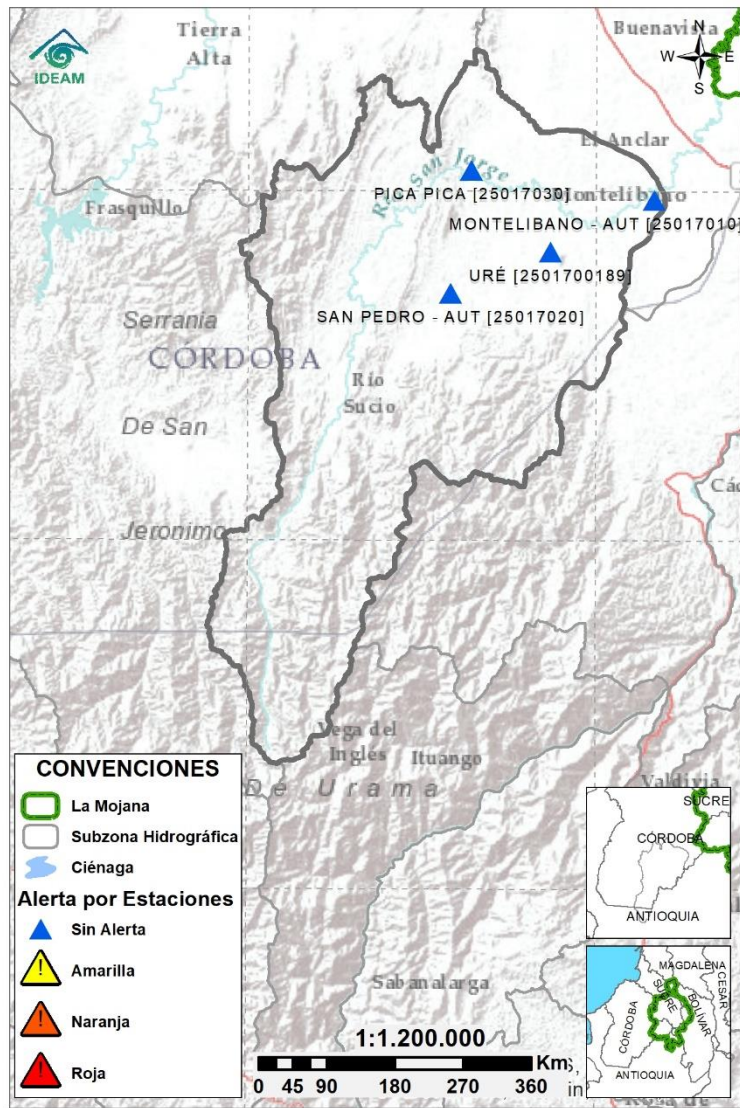 IDEAM
Tierra
Alta
Buenavista
N
W
E
S
El Anclar
Río San Jorge
Frasquillo
PICA PICA [25017030]
Montelibano
MONTELIBANO - AUT [25017010]
URÉ [2501700189]
SAN PEDRO - AUT [25017020]
Serrania
CÓRDOBA
Río
Sucio
De San
Jeronimo
Vega del
Ingles
Ituango
De Urama
Valdivia
Sabanalarga
CONVENCIONES
La Mojana
Subzona Hidrográfica
Ciénaga
Alerta por Estaciones
Sin Alerta
! Amarilla
! Naranja
! Roja
1:1.200.000
Km
0 45 90 180 270 360
SUCRE
CÓRDOBA
ANTIOQUIA
MAGDALENA
CESAR
SUCRE
BOLÍVAR
CÓRDOBA
ANTIOQUIA